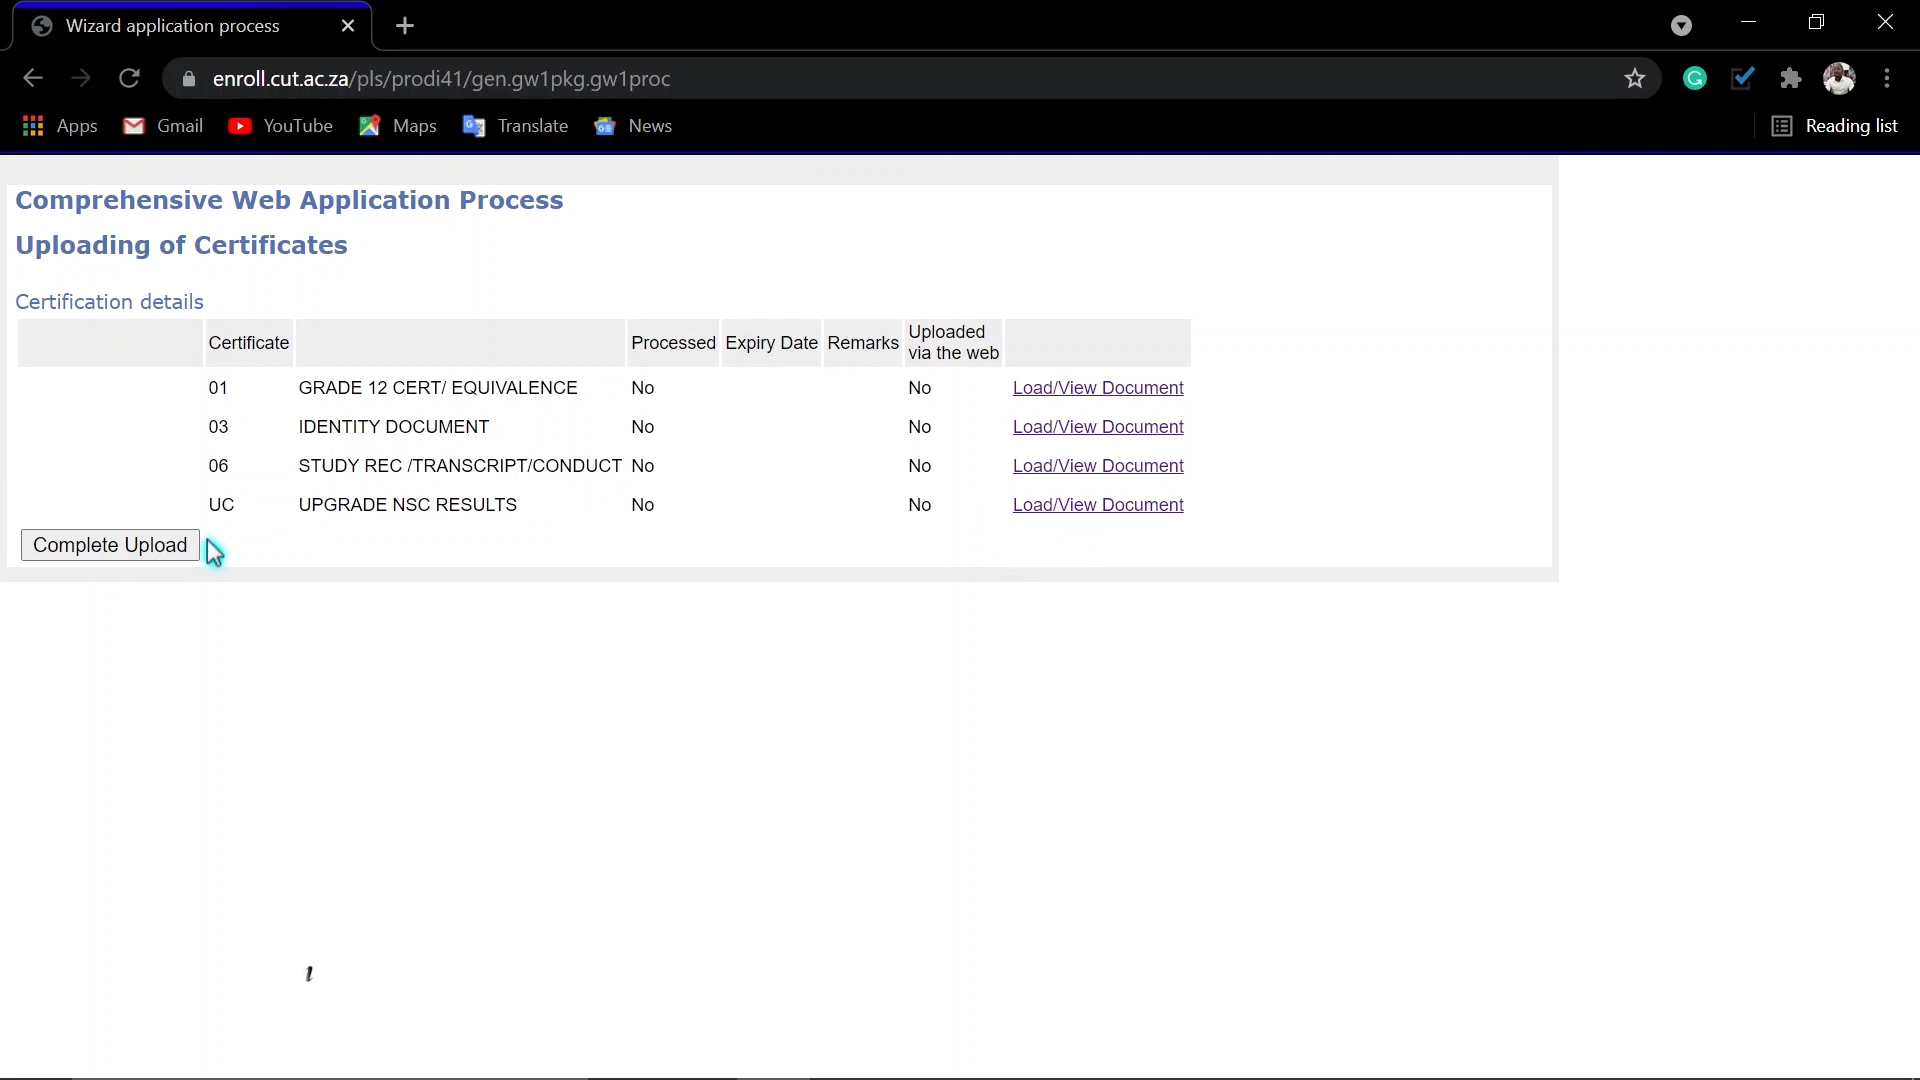 Wizard application process
enroll.cut.ac.za/pls/prodi41/gen.gw1pkg.gw1proc
Apps Gmail YouTube Maps Translate News Reading list
Comprehensive Web Application Process
Uploading of Certificates
Certification details
Certificate Processed Expiry Date Remarks Uploaded via the web
01 GRADE 12 CERT/ EQUIVALENCE No No Load/View Document
03 IDENTITY DOCUMENT No No Load/View Document
06 STUDY REC /TRANSCRIPT/CONDUCT No No Load/View Document
UC UPGRADE NSC RESULTS No No Load/View Document
Complete Upload